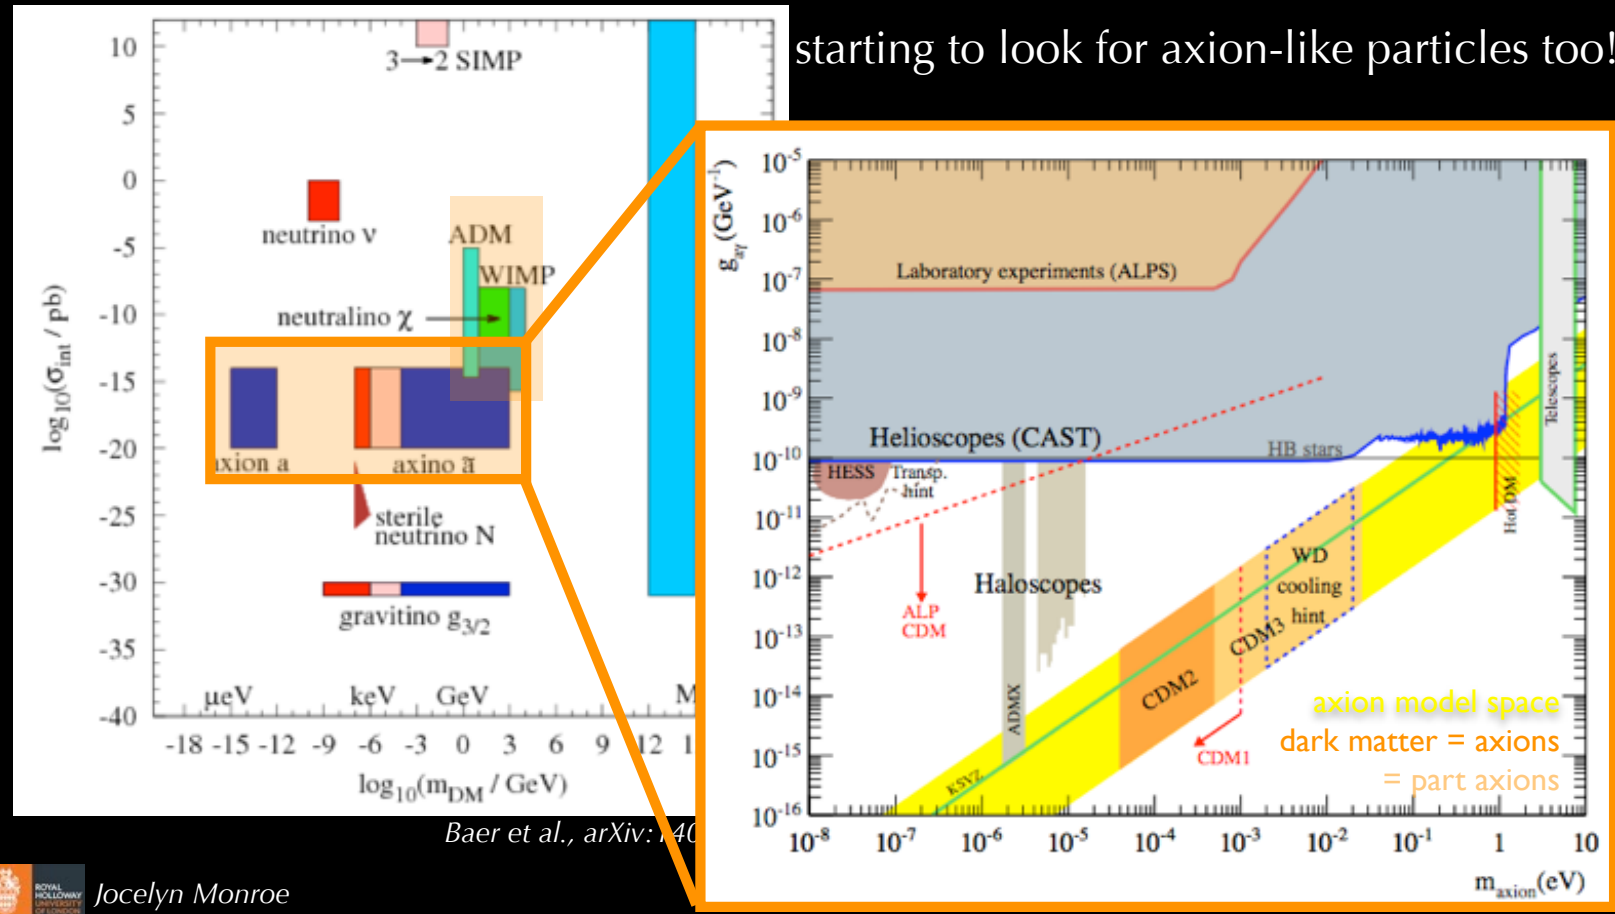 starting to look for axion-like particles too!
10
5
0
-5
-10
-15
-20
-25
-30
-35
-40
log10(σint / pb)
3→2 SIMP
neutrino ν
ADM
WIMP
neutralino χ
axion a
axino ã
sterile
neutrino N
gravitino g3/2
μeV
keV
GeV
M
-18 -15 -12 -9 -6 -3 0 3 6 9 12 1
log10(mDM / GeV)
Baer et al., arXiv:140
Jocelyn Monroe
ROYAL
HOLLOWAY
UNIVERSITY
OF LONDON
gaγ(GeV-1)
10-5
10-6
10-7
10-8
10-9
10-10
10-11
10-12
10-13
10-14
10-15
10-16
Laboratory experiments (ALPS)
Helioscopes (CAST)
HB stars
Telescopes
HESS
Transp.
hint
Hot DM
WD
cooling
hint
Haloscopes
ALP
CDM
CDM3
CDM2
ADMX
CDM1
KSVZ
axion model space
dark matter = axions
= part axions
10-8 10-7 10-6 10-5 10-4 10-3 10-2 10-1 1 10
maxion(eV)